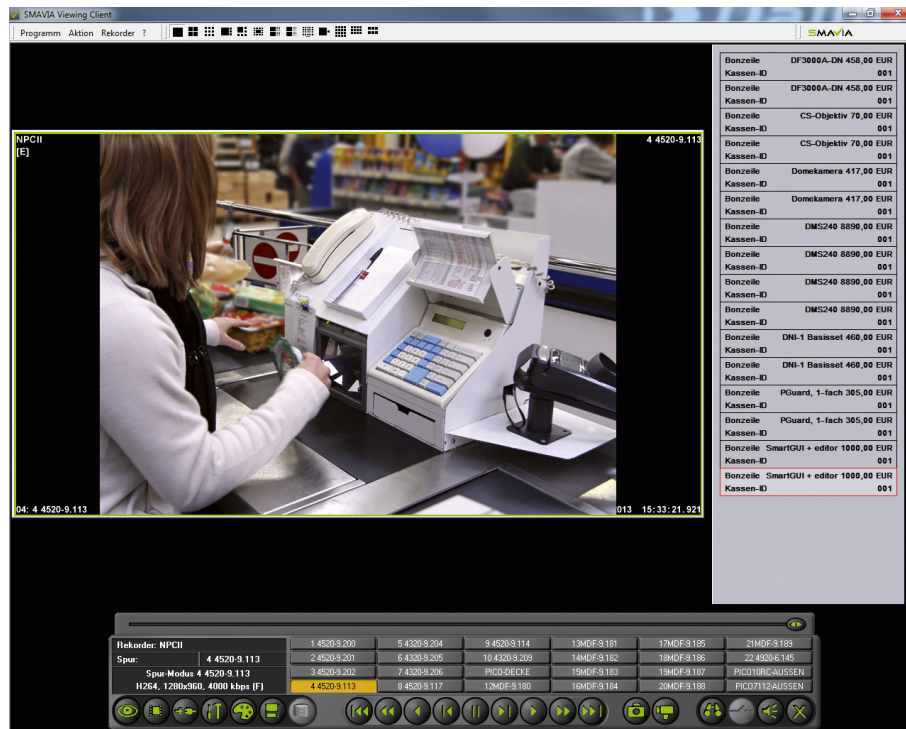 SMAVIA Viewing Client
Programm Aktion Rekorder ?
SMAVIA
NPCII
[E]
4 4520-9.113
04: 4 4520-9.113
013 15:33:21.921
Bonzeile DF3000A-DN 458,00 EUR
Kassen-ID 001
Bonzeile DF3000A-DN 458,00 EUR
Kassen-ID 001
Bonzeile CS-Objektiv 70,00 EUR
Kassen-ID 001
Bonzeile CS-Objektiv 70,00 EUR
Kassen-ID 001
Bonzeile Domekamera 417,00 EUR
Kassen-ID 001
Bonzeile Domekamera 417,00 EUR
Kassen-ID 001
Bonzeile DMS240 8890,00 EUR
Kassen-ID 001
Bonzeile DMS240 8890,00 EUR
Kassen-ID 001
Bonzeile DMS240 8890,00 EUR
Kassen-ID 001
Bonzeile DMS240 8890,00 EUR
Kassen-ID 001
Bonzeile DNI-1 Basisset 460,00 EUR
Kassen-ID 001
Bonzeile DNI-1 Basisset 460,00 EUR
Kassen-ID 001
Bonzeile PGuard, 1-fach 305,00 EUR
Kassen-ID 001
Bonzeile PGuard, 1-fach 305,00 EUR
Kassen-ID 001
Bonzeile SmartGUI + editor 1000,00 EUR
Kassen-ID 001
Bonzeile SmartGUI + editor 1000,00 EUR
Kassen-ID 001
Rekorder: NPCII
Spur: 4 4520-9.113
Spur-Modus 4 4520-9.113
H264, 1280x960, 4000 kbps (F)
1 4520-9.200 5 4320-9.204 9 4520-9.114 13MDF-9.181 17MDF-9.185 21MDF-9.189
2 4520-9.201 6 4320-9.205 10 4320-9.209 14MDF-9.182 18MDF-9.186 22 4920-6.145
3 4520-9.202 7 4320-9.206 PICO-DECKE 15MDF-9.183 19MDF-9.187 PICO10RC-AUSSEN
4 4520-9.113 8 4520-9.117 12MDF-9.180 16MDF-9.184 20MDF-9.188 PICO7112-AUSSEN